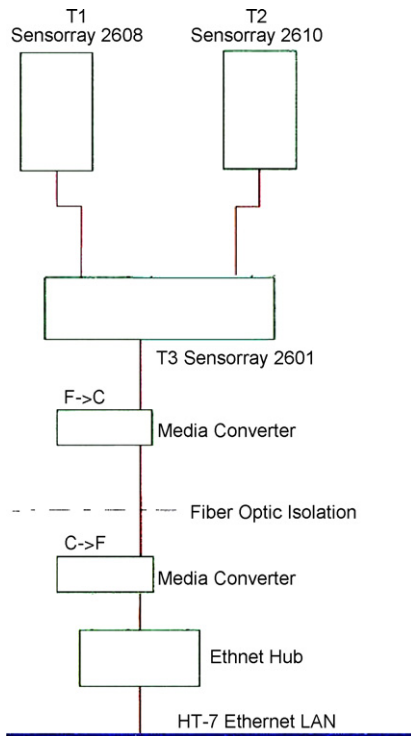 T1
Sensorray 2608
T2
Sensorray 2610
T3 Sensorray 2601
F->C
Media Converter
Fiber Optic Isolation
C->F
Media Converter
Ethnet Hub
HT-7 Ethernet LAN